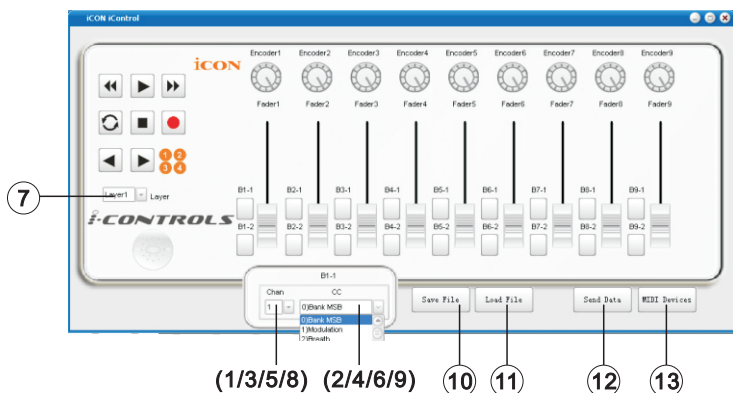 iCON iControl
iCON
Encoder1 Encoder2 Encoder3 Encoder4 Encoder5 Encoder6 Encoder7 Encoder8 Encoder9
Fader1 Fader2 Fader3 Fader4 Fader5 Fader6 Fader7 Fader8 Fader9
1 2
3 4
7
Layer1 Layer
B1-1 B2-1 B3-1 B4-1 B5-1 B6-1 B7-1 B8-1 B9-1
i-CONTROLS
B1-2 B2-2 B3-2 B4-2 B5-2 B6-2 B7-2 B8-2 B9-2
B1-1
Chan CC
1 0)Bank MSB
0)Bank MSB
1)Modulation
2)Breath
Save File Load File Send Data MIDI Devices
(1/3/5/8) (2/4/6/9) 10 11 12 13